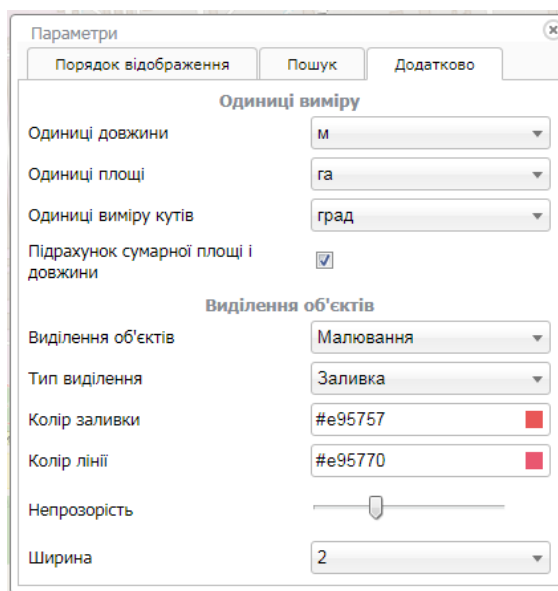 Параметри
Порядок відображення Пошук Додатково
Одиниці виміру
Одиниці довжини м
Одиниці площі га
Одиниці виміру кутів град
Підрахунок сумарної площі і
довжини
Виділення об'єктів
Виділення об'єктів Малювання
Тип виділення Заливка
Колір заливки #e95757
Колір лінії #e95770
Непрозорість
Ширина 2